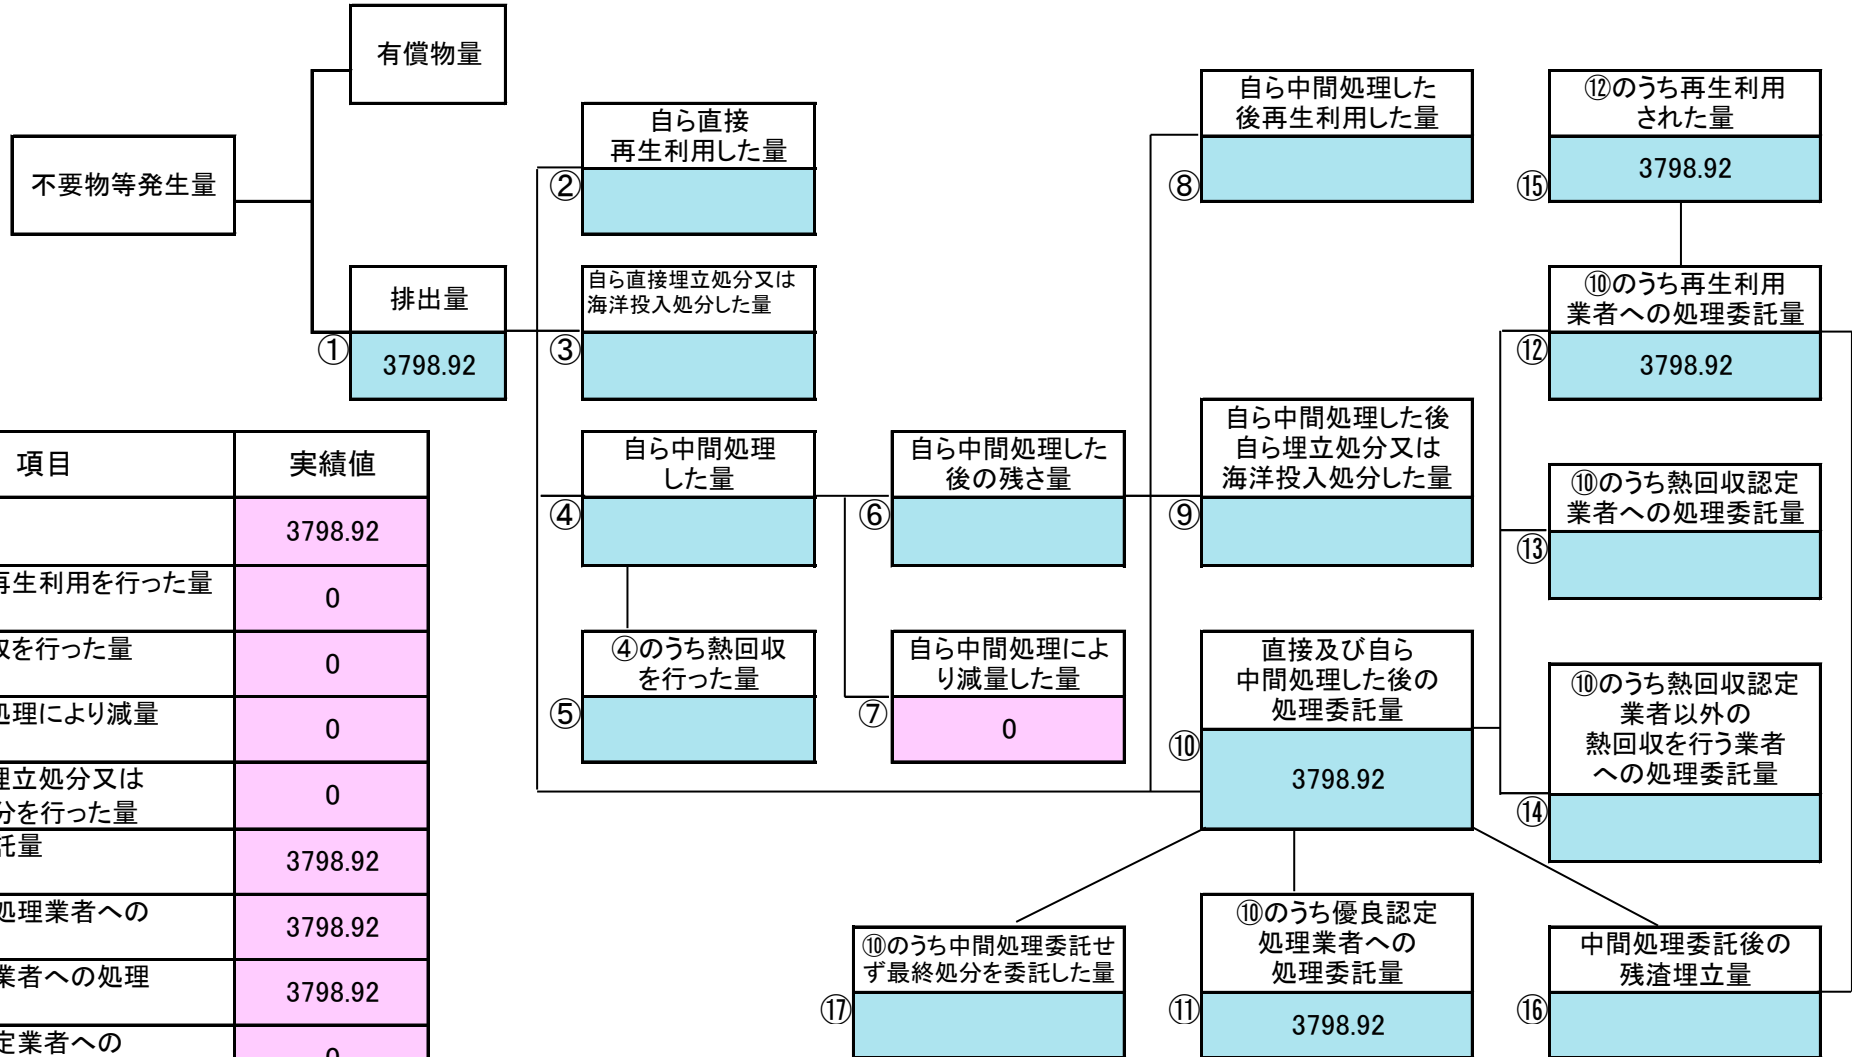 有償物量
不要物等発生量
排出量
①
3798.92
自ら直接
再生利用した量
②
自ら直接埋立処分又は
海洋投入処分した量
③
自ら中間処理
した量
④
④のうち熱回収
を行った量
⑤
自ら中間処理した
後の残さ量
⑥
自ら中間処理によ
り減量した量
⑦
0
自ら中間処理した
後再生利用した量
⑧
自ら中間処理した後
自ら埋立処分又は
海洋投入処分した量
⑨
直接及び自ら
中間処理した後の
処理委託量
⑩
3798.92
⑫のうち再生利用
された量
⑮
3798.92
⑩のうち再生利用
業者への処理委託量
⑫
3798.92
⑩のうち熱回収認定
業者への処理委託量
⑬
⑩のうち熱回収認定
業者以外の
熱回収を行う業者
への処理委託量
⑭
⑩のうち中間処理委託せ
ず最終処分を委託した量
⑰
⑩のうち優良認定
処理業者への
処理委託量
⑪
3798.92
中間処理委託後の
残渣埋立量
⑯
項目 実績値
3798.92
再生利用を行った量 0
を行った量 0
処理により減量 0
埋立処分又は
分を行った量 0
託量 3798.92
処理業者への 3798.92
業者への処理 3798.92
定業者への 0